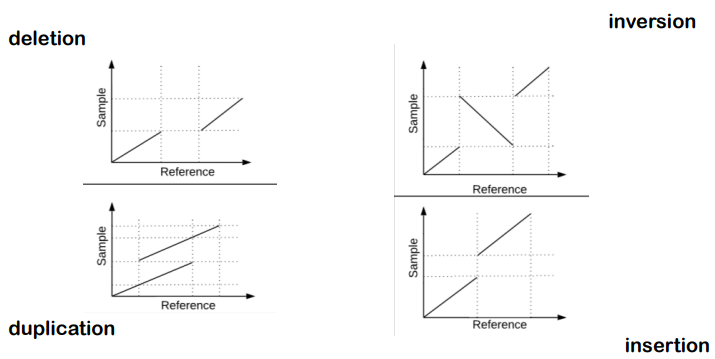 deletion
inversion
Sample
Reference
Sample
Reference
Sample
Reference
Sample
Reference
duplication
insertion